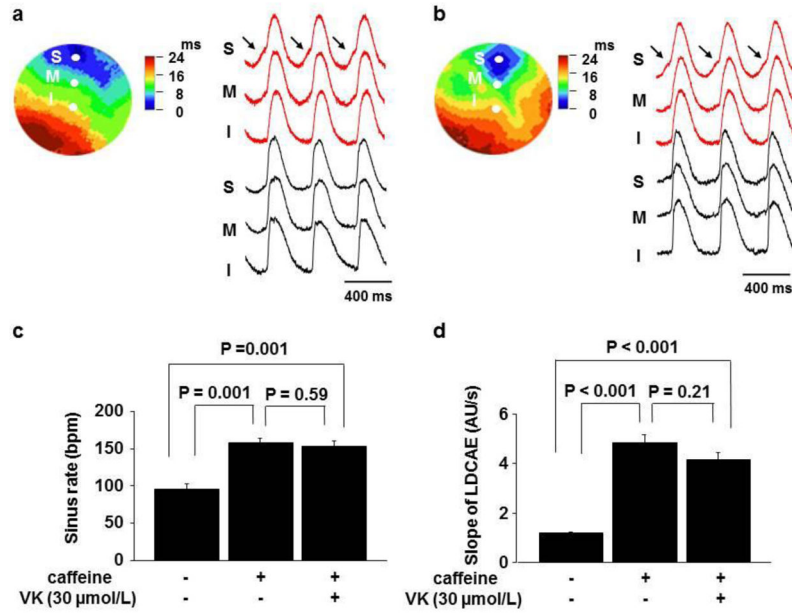 a
ms
24
16
8
0
S
M
I
S
M
I
S
M
I
400 ms
b
ms
24
16
8
0
S
M
I
S
M
I
S
M
I
400 ms
c
P =0.001
P = 0.001
P = 0.59
Sinus rate (bpm)
200
150
100
50
0
caffeine - + +
VK (30 µmol/L) - - +
d
P < 0.001
P < 0.001
P = 0.21
Slope of LDCAE (AU/s)
6
4
2
0
caffeine - + +
VK (30 µmol/L) - - +